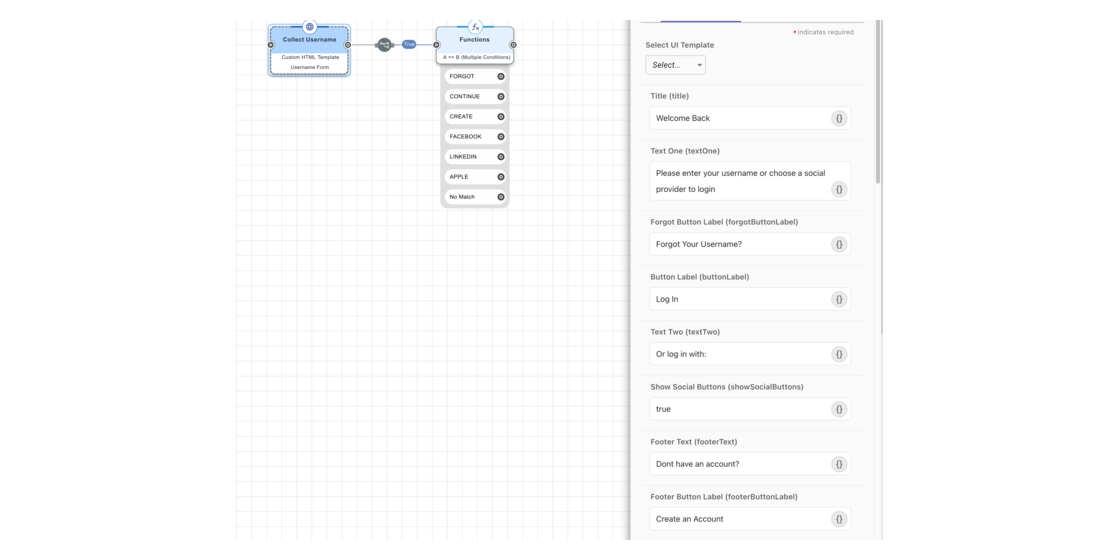 Collect Username
Custom HTML Template
Username Form
True
Functions
A == B (Multiple Conditions)
FORGOT
CONTINUE
CREATE
FACEBOOK
LINKEDIN
APPLE
No Match
* indicates required
Select UI Template
Select...
Title (title)
Welcome Back
{}
Text One (textOne)
Please enter your username or choose a social
provider to login
{}
Forgot Button Label (forgotButtonLabel)
Forgot Your Username?
{}
Button Label (buttonLabel)
Log In
{}
Text Two (textTwo)
Or log in with:
{}
Show Social Buttons (showSocialButtons)
true
{}
Footer Text (footerText)
Dont have an account?
{}
Footer Button Label (footerButtonLabel)
Create an Account
{}